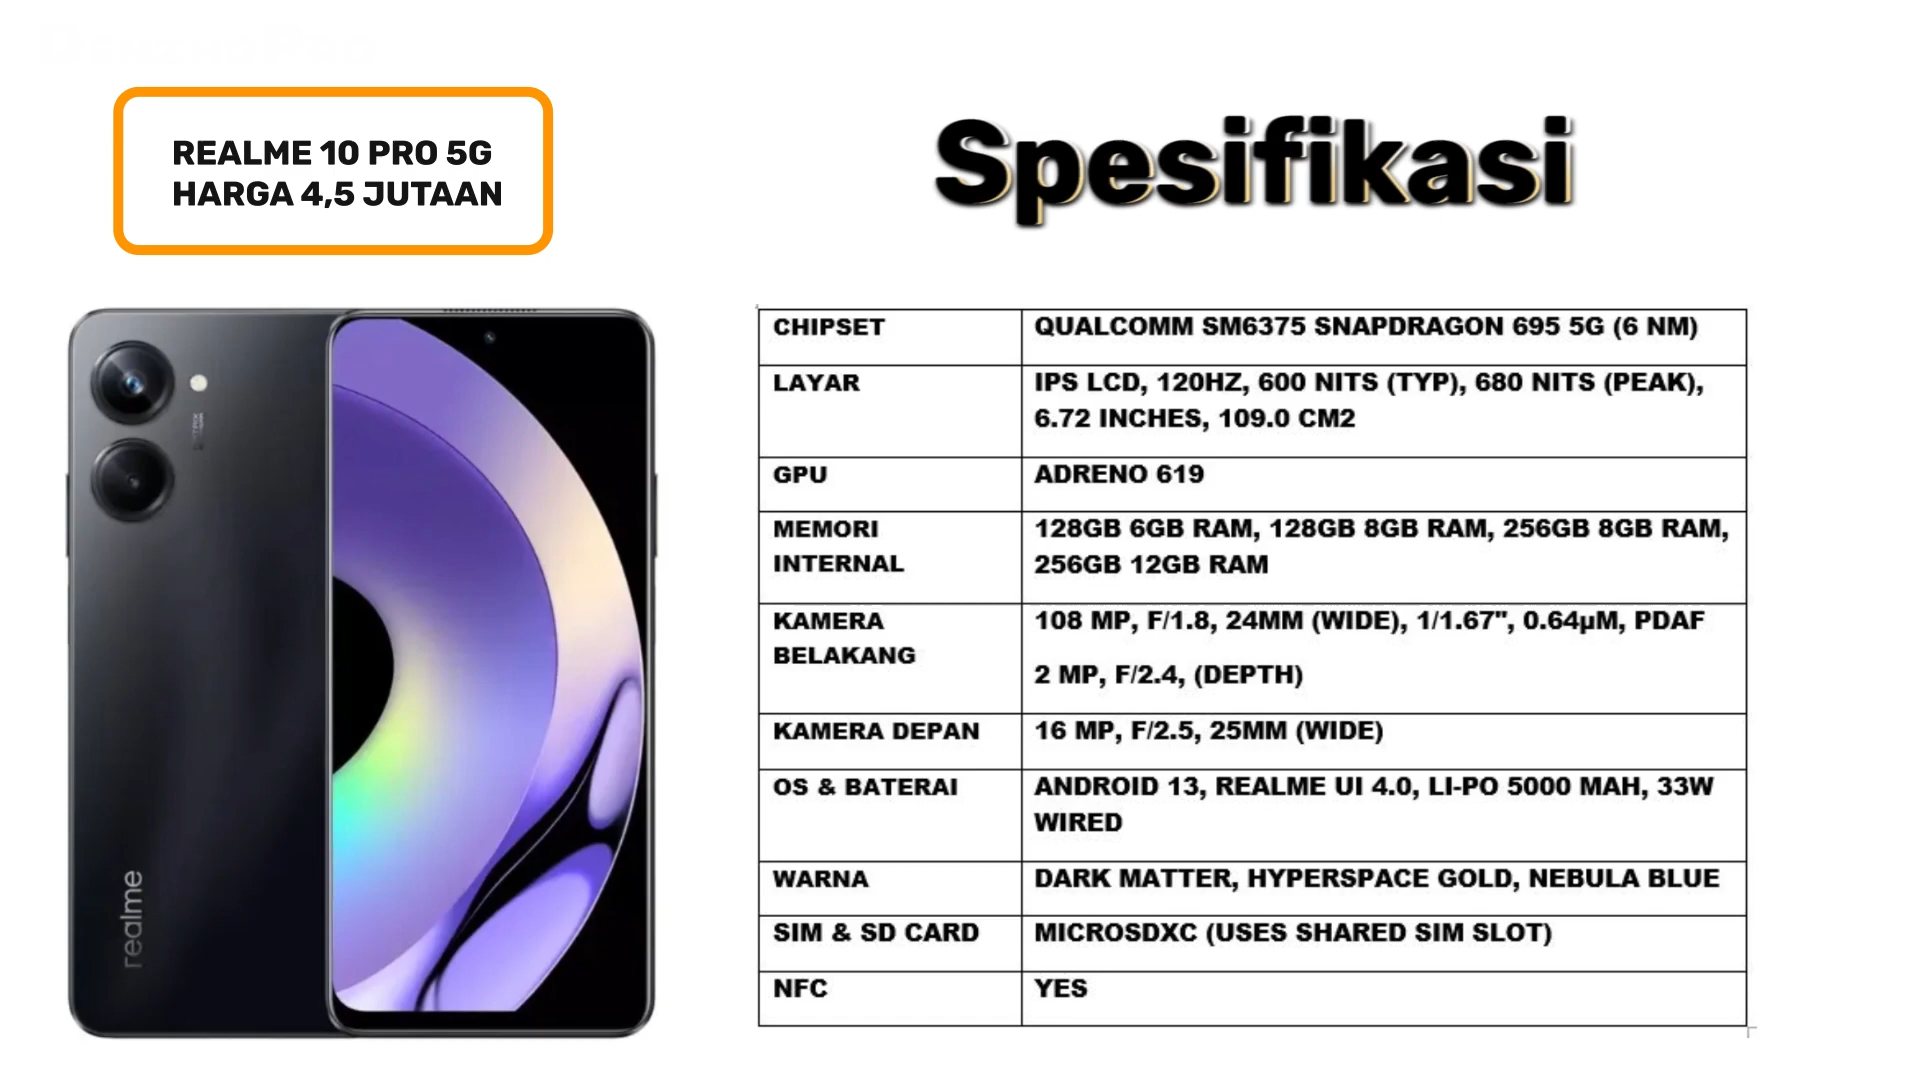 REALME 10 PRO 5G
HARGA 4,5 JUTAAN
Spesifikasi
realme
CHIPSET
QUALCOMM SM6375 SNAPDRAGON 695 5G (6 NM)
LAYAR
IPS LCD, 120HZ, 600 NITS (TYP), 680 NITS (PEAK),
6.72 INCHES, 109.0 CM2
GPU
ADRENO 619
MEMORI
INTERNAL
128GB 6GB RAM, 128GB 8GB RAM, 256GB 8GB RAM,
256GB 12GB RAM
KAMERA
BELAKANG
108 MP, F/1.8, 24MM (WIDE), 1/1.67", 0.64µM, PDAF
2 MP, F/2.4, (DEPTH)
KAMERA DEPAN
16 MP, F/2.5, 25MM (WIDE)
OS & BATERAI
ANDROID 13, REALME UI 4.0, LI-PO 5000 MAH, 33W
WIRED
WARNA
DARK MATTER, HYPERSPACE GOLD, NEBULA BLUE
SIM & SD CARD
MICROSDXC (USES SHARED SIM SLOT)
NFC
YES